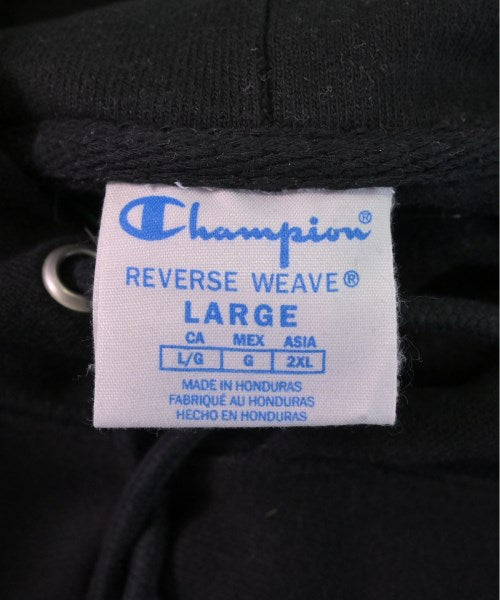 Champion®
REVERSE WEAVE®
LARGE
CA MEX ASIA
L/G G 2XL
MADE IN HONDURAS
FABRIQUÉ AU HONDURAS
HECHO EN HONDURAS